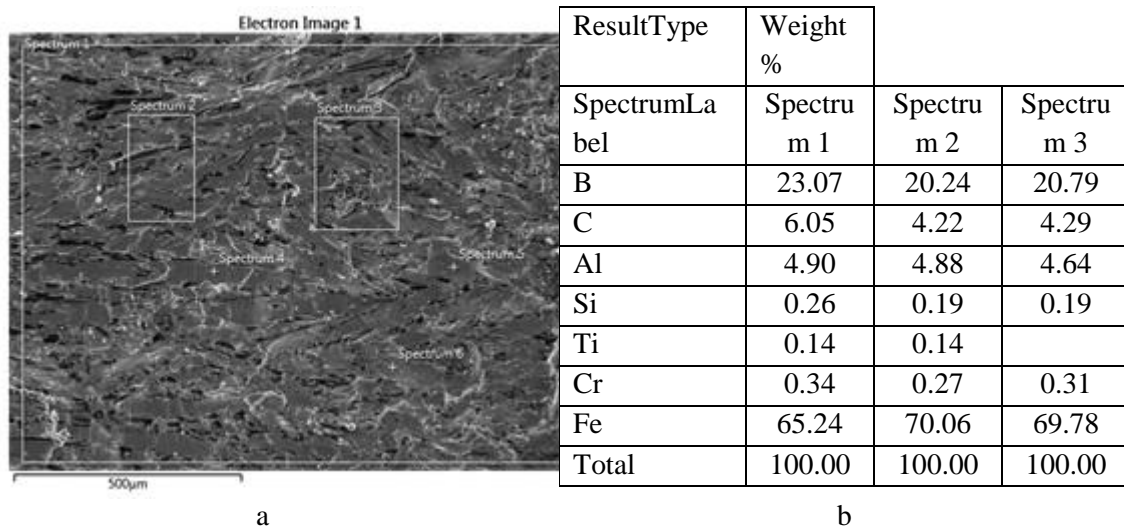 Electron Image 1
Spectrum 1
Spectrum 2
Spectrum 3
Spectrum 4
Spectrum 5
Spectrum 6
500μm
a
ResultType Weight
%
SpectrumLa Spectru Spectru Spectru
bel m 1 m 2 m 3
B 23.07 20.24 20.79
C 6.05 4.22 4.29
Al 4.90 4.88 4.64
Si 0.26 0.19 0.19
Ti 0.14 0.14
Cr 0.34 0.27 0.31
Fe 65.24 70.06 69.78
Total 100.00 100.00 100.00
b